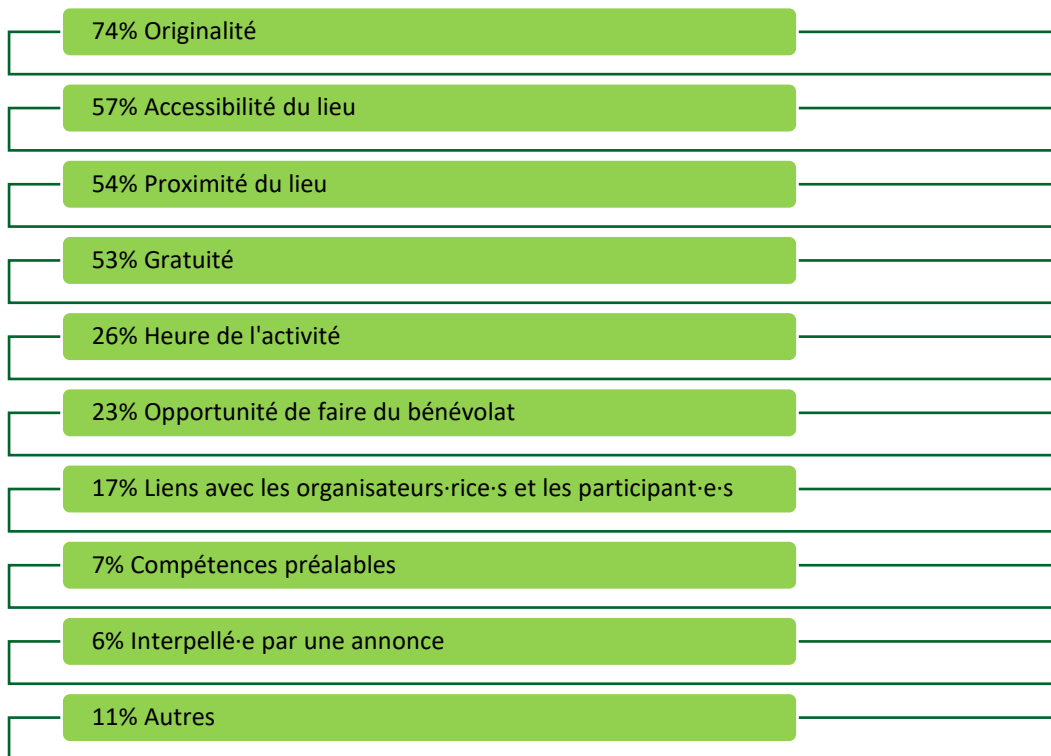 74% Originalité
57% Accessibilité du lieu
54% Proximité du lieu
53% Gratuité
26% Heure de l'activité
23% Opportunité de faire du bénévolat
17% Liens avec les organisateurs·rice·s et les participant·e·s
7% Compétences préalables
6% Interpellé·e par une annonce
11% Autres